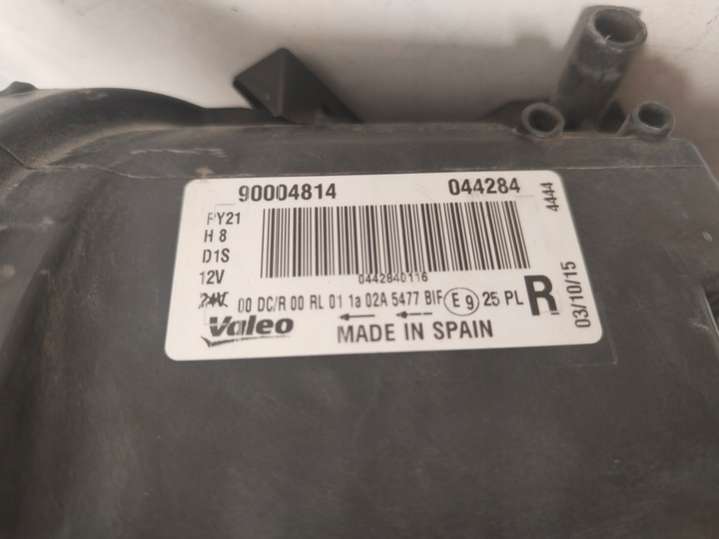 90004814 044284
PY21
H 8
D1S
12V
24V
0442840116
00 DC/R 00 RL 01 1a 02A 5477 BIF E 9 25 PL R
Valeo MADE IN SPAIN
4444
03/10/15